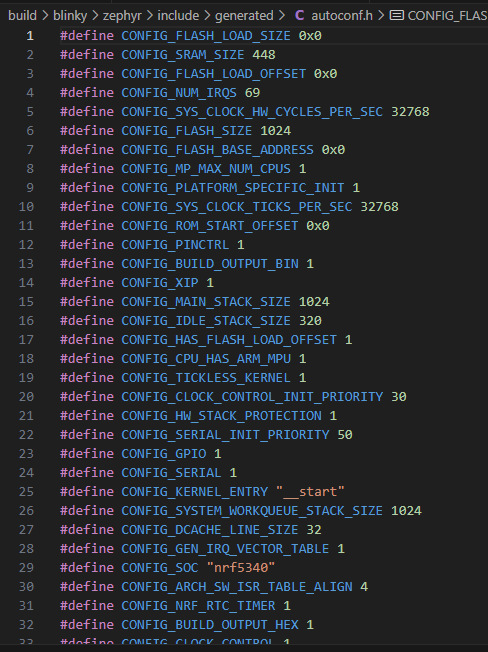 build > blinky > zephyr > include > generated > C autoconf.h > CONFIG_FLAS
1 #define CONFIG_FLASH_LOAD_SIZE 0x0
2 #define CONFIG_SRAM_SIZE 448
3 #define CONFIG_FLASH_LOAD_OFFSET 0x0
4 #define CONFIG_NUM_IRQS 69
5 #define CONFIG_SYS_CLOCK_HW_CYCLES_PER_SEC 32768
6 #define CONFIG_FLASH_SIZE 1024
7 #define CONFIG_FLASH_BASE_ADDRESS 0x0
8 #define CONFIG_MP_MAX_NUM_CPUS 1
9 #define CONFIG_PLATFORM_SPECIFIC_INIT 1
10 #define CONFIG_SYS_CLOCK_TICKS_PER_SEC 32768
11 #define CONFIG_ROM_START_OFFSET 0x0
12 #define CONFIG_PINCTRL 1
13 #define CONFIG_BUILD_OUTPUT_BIN 1
14 #define CONFIG_XIP 1
15 #define CONFIG_MAIN_STACK_SIZE 1024
16 #define CONFIG_IDLE_STACK_SIZE 320
17 #define CONFIG_HAS_FLASH_LOAD_OFFSET 1
18 #define CONFIG_CPU_HAS_ARM_MPU 1
19 #define CONFIG_TICKLESS_KERNEL 1
20 #define CONFIG_CLOCK_CONTROL_INIT_PRIORITY 30
21 #define CONFIG_HW_STACK_PROTECTION 1
22 #define CONFIG_SERIAL_INIT_PRIORITY 50
23 #define CONFIG_GPIO 1
24 #define CONFIG_SERIAL 1
25 #define CONFIG_KERNEL_ENTRY "__start"
26 #define CONFIG_SYSTEM_WORKQUEUE_STACK_SIZE 1024
27 #define CONFIG_DCACHE_LINE_SIZE 32
28 #define CONFIG_GEN_IRQ_VECTOR_TABLE 1
29 #define CONFIG_SOC "nrf5340"
30 #define CONFIG_ARCH_SW_ISR_TABLE_ALIGN 4
31 #define CONFIG_NRF_RTC_TIMER 1
32 #define CONFIG_BUILD_OUTPUT_HEX 1
33 #define CONFIG_CLOCK_CONTROL 1